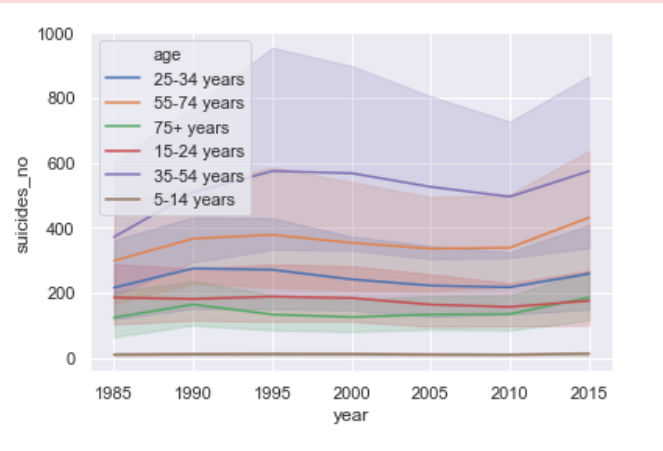 1000
800
600
400
200
0
suicides_no
age
25-34 years
55-74 years
75+ years
15-24 years
35-54 years
5-14 years
1985 1990 1995 2000 2005 2010 2015
year